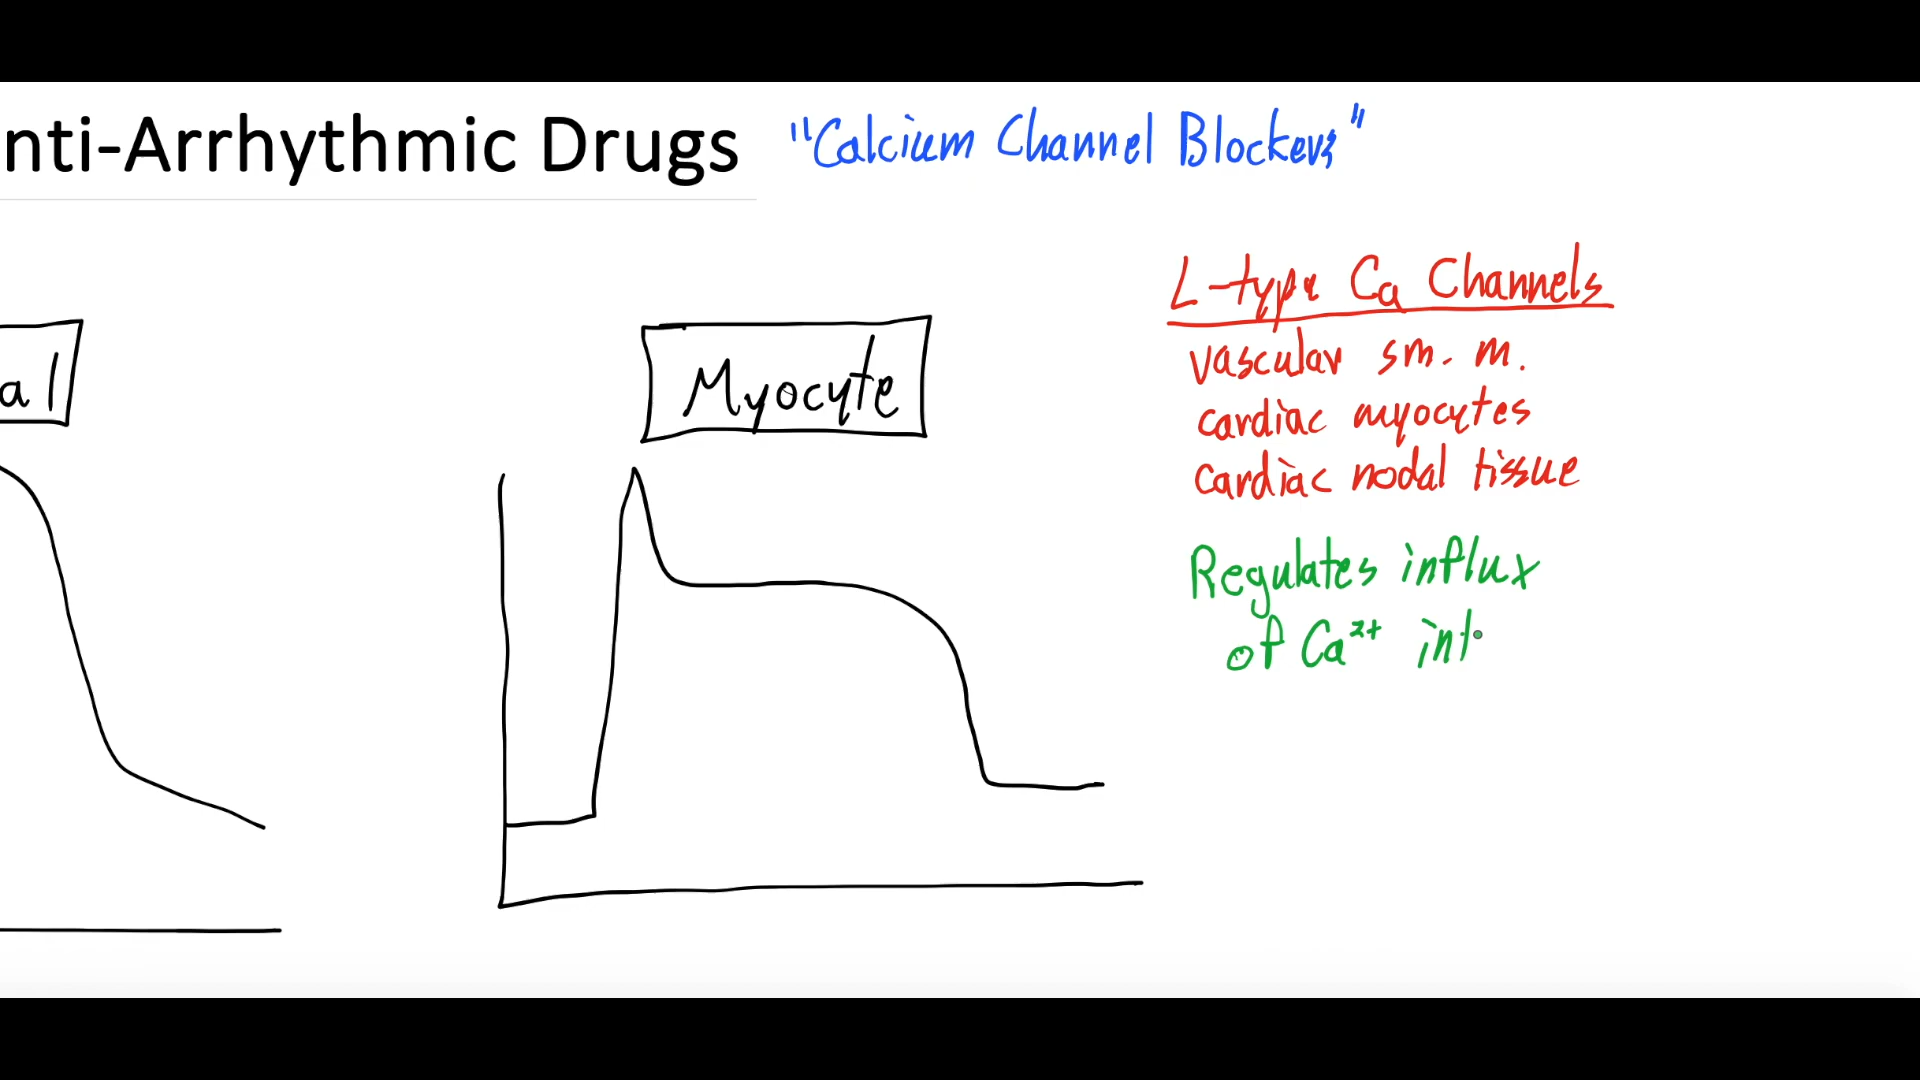 nti-Arrhythmic Drugs "Calcium Channel Blockers"
L-type Ca Channels
al
Myocyte
vascular sm. m.
cardiac myocytes
cardiac nodal tissue
Regulates influx
of Ca²⁺ int